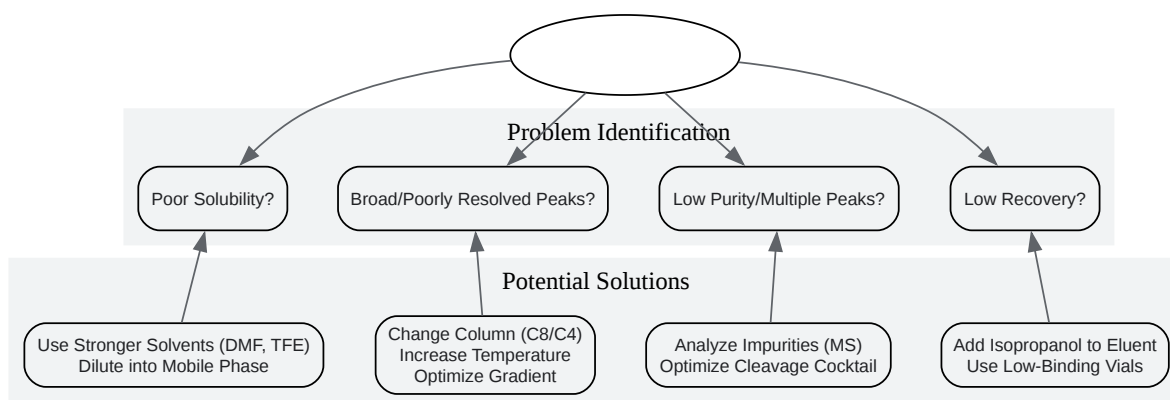 Problem Identification
Poor Solubility?
Broad/Poorly Resolved Peaks?
Low Purity/Multiple Peaks?
Low Recovery?
Potential Solutions
Use Stronger Solvents (DMF, TFE)
Dilute into Mobile Phase
Change Column (C8/C4)
Increase Temperature
Optimize Gradient
Analyze Impurities (MS)
Optimize Cleavage Cocktail
Add Isopropanol to Eluent
Use Low-Binding Vials